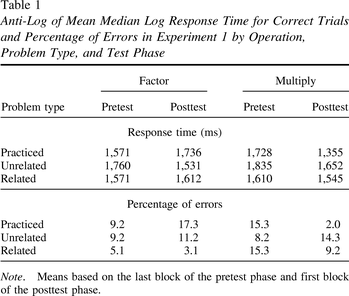 Table 1
Anti-Log of Mean Median Log Response Time for Correct Trials
and Percentage of Errors in Experiment 1 by Operation,
Problem Type, and Test Phase
Factor Multiply
Problem type Pretest Posttest Pretest Posttest
Response time (ms)
Practiced 1,571 1,736 1,728 1,355
Unrelated 1,760 1,531 1,835 1,652
Related 1,571 1,612 1,610 1,545
Percentage of errors
Practiced 9.2 17.3 15.3 2.0
Unrelated 9.2 11.2 8.2 14.3
Related 5.1 3.1 15.3 9.2
Note. Means based on the last block of the pretest phase and first block
of the posttest phase.